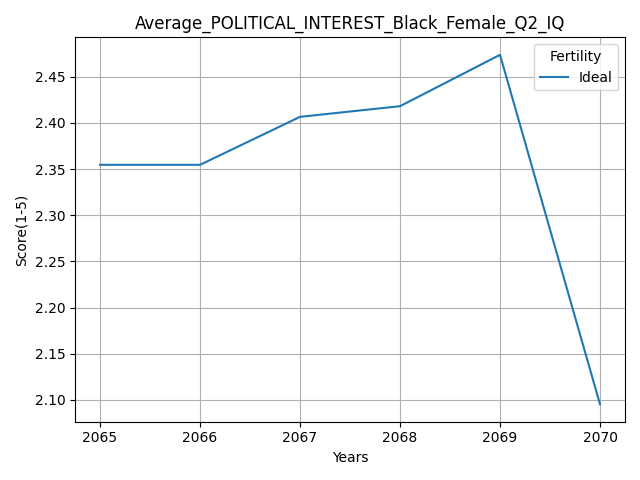 Average_POLITICAL_INTEREST_Black_Female_Q2_IQ
Fertility
Ideal
Score(1-5)
2.45
2.40
2.35
2.30
2.25
2.20
2.15
2.10
2065 2066 2067 2068 2069 2070
Years